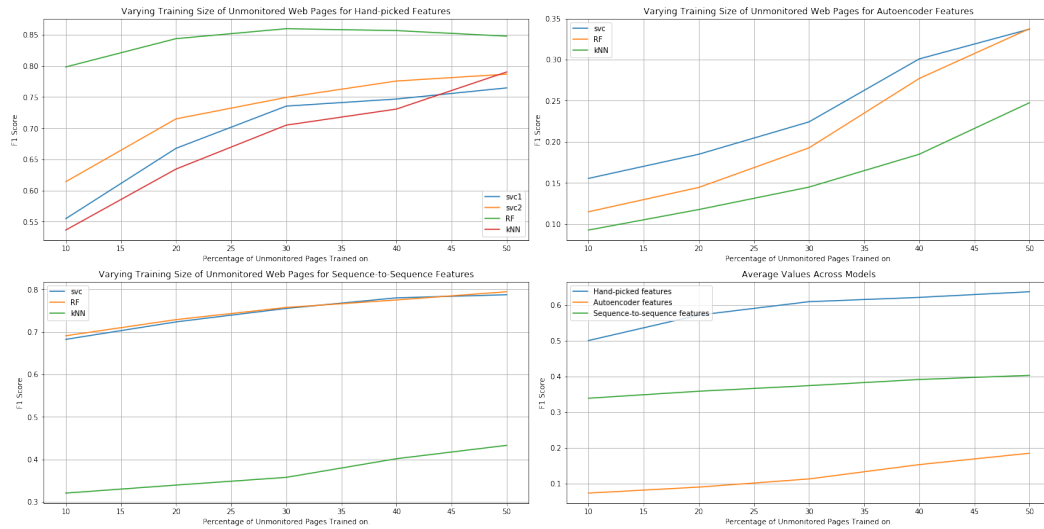 Varying Training Size of Unmonitored Web Pages for Hand-picked Features
F1 Score
0.85
0.80
0.75
0.70
0.65
0.60
0.55
svc1
svc2
RF
kNN
10 15 20 25 30 35 40 45 50
Percentage of Unmonitored Pages Trained on.
Varying Training Size of Unmonitored Web Pages for Autoencoder Features
F1 Score
0.35
0.30
0.25
0.20
0.15
0.10
svc
RF
kNN
10 15 20 25 30 35 40 45 50
Percentage of Unmonitored Pages Trained on.
Varying Training Size of Unmonitored Web Pages for Sequence-to-Sequence Features
F1 Score
0.8
0.7
0.6
0.5
0.4
0.3
svc
RF
kNN
10 15 20 25 30 35 40 45 50
Percentage of Unmonitored Pages Trained on.
Average Values Across Models
F1 Score
0.6
0.5
0.4
0.3
0.2
0.1
Hand-picked features
Autoencoder features
Sequence-to-sequence features
10 15 20 25 30 35 40 45 50
Percentage of Unmonitored Pages Trained on.